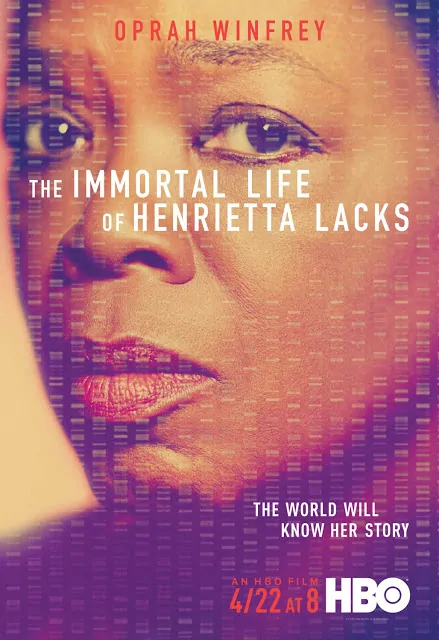 OPRAH WINFREY
THE IMMORTAL LIFE
OF HENRIETTA LACKS
THE WORLD WILL
KNOW HER STORY
AN HBO FILM
4/22 AT 8 HBO